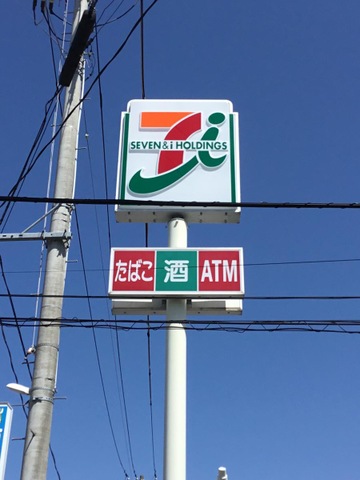 7i
SEVEN & i HOLDINGS
たばこ 酒 ATM